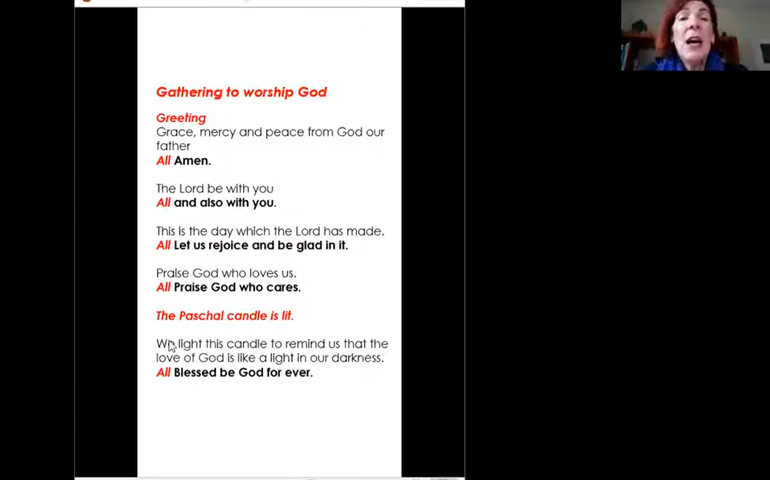 Gathering to worship God
Greeting
Grace, mercy and peace from God our
father
All Amen.
The Lord be with you
All and also with you.
This is the day which the Lord has made.
All Let us rejoice and be glad in it.
Praise God who loves us.
All Praise God who cares.
The Paschal candle is lit.
We light this candle to remind us that the
love of God is like a light in our darkness.
All Blessed be God for ever.